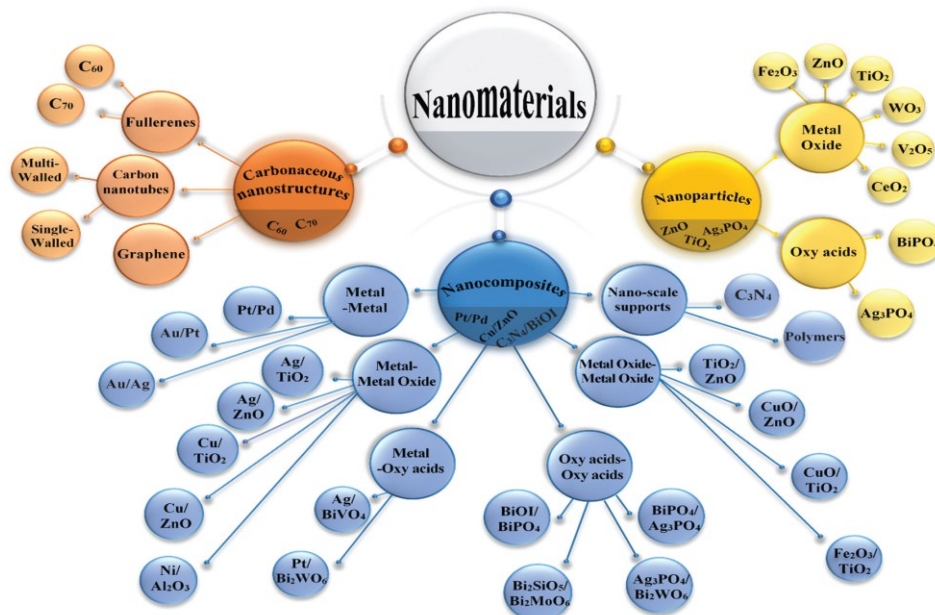 Nanomaterials
C₆₀
C₇₀
Fullerenes
Multi-
Walled
Carbon
nanotubes
Single-
Walled
Graphene
Carbonaceous
nanostructures
C₆₀ C₇₀
Nanoparticles
ZnO Ag₃PO₄
TiO₂
Metal
Oxide
Fe₂O₃
ZnO
TiO₂
WO₃
V₂O₅
CeO₂
Oxy acids
BiPO
Ag₃PO₄
Nanocomposites
Pt/Pd
Cu/ZnO
C₃N₄/BiOI
Metal
-Metal
Pt/Pd
Au/Pt
Au/Ag
Metal-
Metal Oxide
Ag/
TiO₂
Ag/
ZnO
Cu/
TiO₂
Cu/
ZnO
Ni/
Al₂O₃
Metal
-Oxy acids
Ag/
BiVO₄
Pt/
Bi₂WO₆
Oxy acids-
Oxy acids
BiOI/
BiPO₄
Bi₂SiO₅/
Bi₂MoO₆
Ag₃PO₄/
Bi₂WO₆
BiPO₄/
Ag₃PO₄
Metal Oxide-
Metal Oxide
TiO₂/
ZnO
CuO/
ZnO
CuO/
TiO₂
Fe₂O₃/
TiO₂
Nano-scale
supports
C₃N₄
Polymers